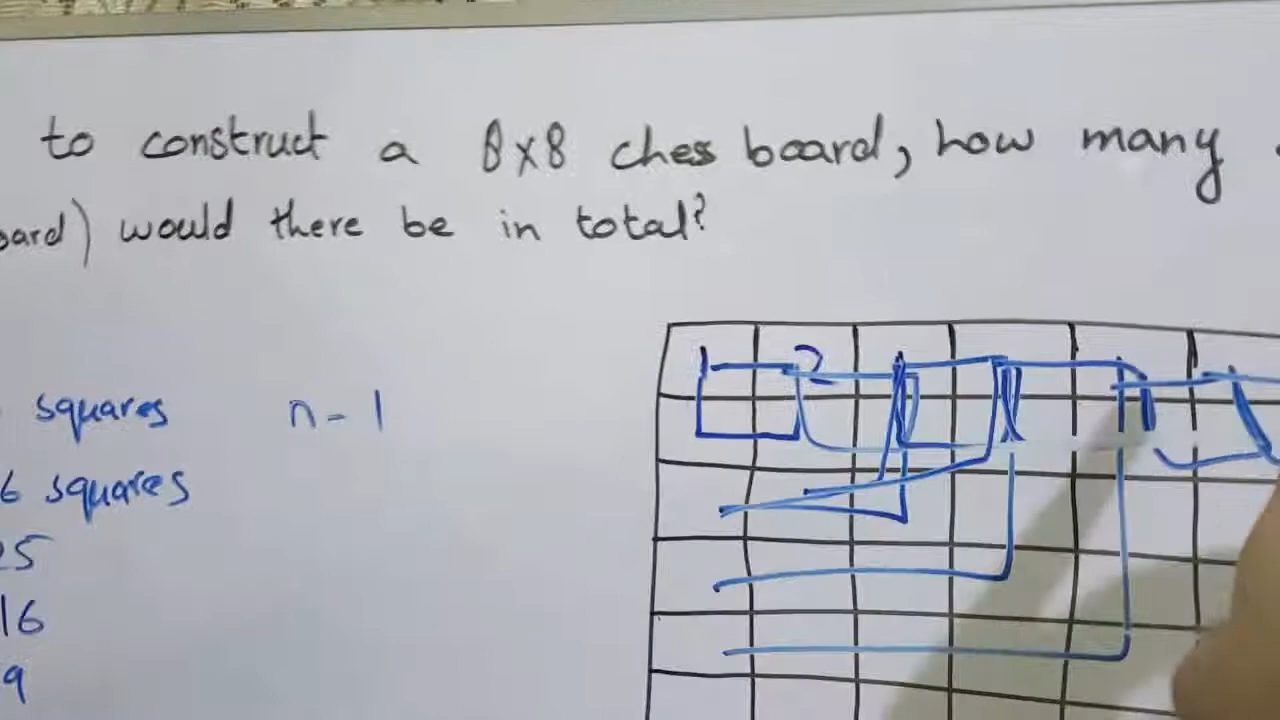 to construct a 8x8 chess board, how many
oard) would there be in total?
squares n-1
6 squares
25
16
9
1 2